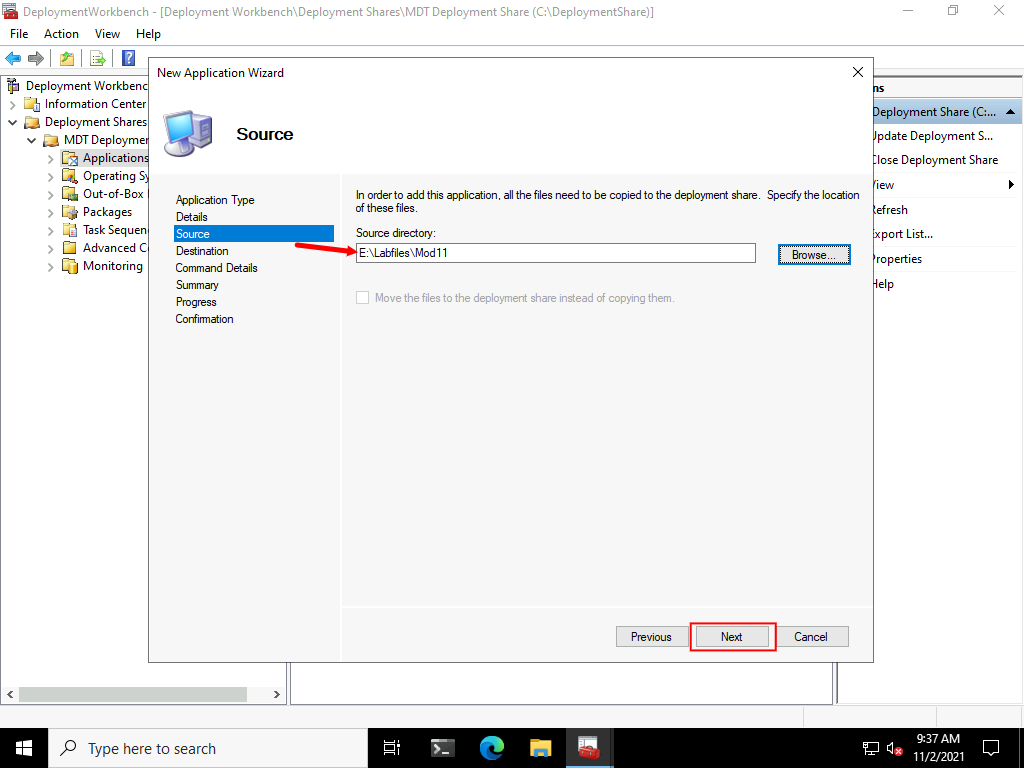 DeploymentWorkbench - [Deployment Workbench\Deployment Shares\MDT Deployment Share (C:\DeploymentShare)]
File Action View Help
Deployment Workbenc
Information Center
Deployment Shares
MDT Deploymer
Applications
Operating Sy
Out-of-Box
Packages
Task Sequen
Advanced C
Monitoring
New Application Wizard
Source
Application Type
Details
Source
Destination
Command Details
Summary
Progress
Confirmation
In order to add this application, all the files need to be copied to the deployment share. Specify the location
of these files.
Source directory:
E:\Labfiles\Mod11
Browse...
Move the files to the deployment share instead of copying them.
Previous Next Cancel
ns
Deployment Share (C:...
Update Deployment S...
Close Deployment Share
View
Refresh
Export List...
Properties
Help
Type here to search
9:37 AM
11/2/2021